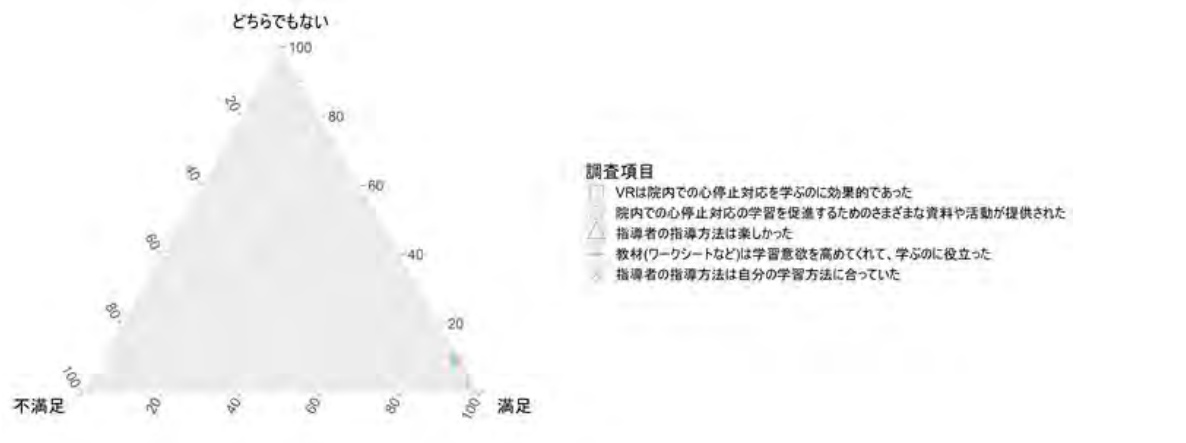 どちらでもない
100
20
80
40
60
60
40
80
20
100
不満足
20
40
60
80
100
満足
調査項目
VRは院内での心停止対応を学ぶのに効果的であった
院内での心停止対応の学習を促進するためのさまざまな資料や活動が提供された
指導者の指導方法は楽しかった
教材(ワークシートなど)は学習意欲を高めてくれて、学ぶのに役立った
指導者の指導方法は自分の学習方法に合っていた